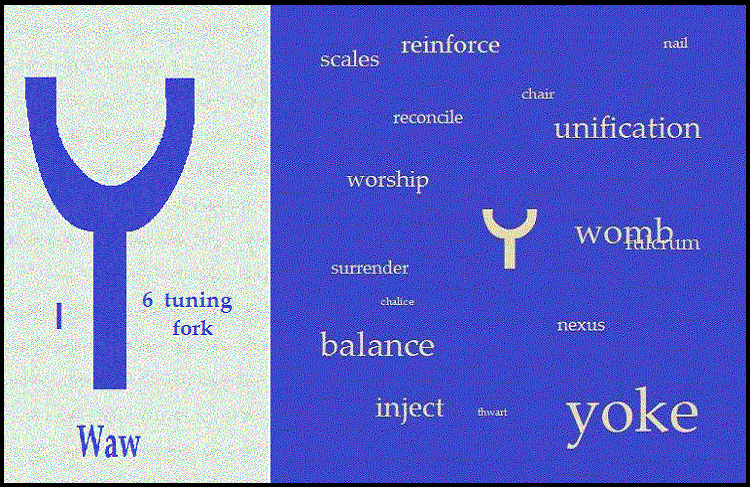 6 tuning
fork
Waw
scales
reinforce
nail
chair
reconcile
unification
worship
womb
fulcrum
surrender
chalice
nexus
balance
inject
thwart
yoke